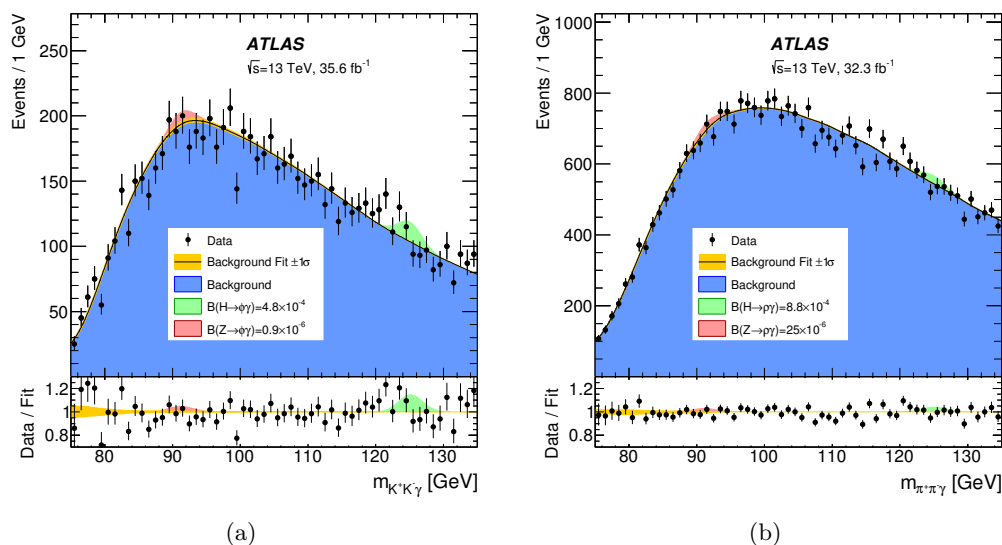 Events / 1 GeV
250
200
150
100
50
ATLAS
√s=13 TeV, 35.6 fb⁻¹
Data
Background Fit ±1σ
Background
B(H→φγ)=4.8×10⁻⁴
B(Z→φγ)=0.9×10⁻⁶
Data / Fit
1.2
1
0.8
80 90 100 110 120 130
m_{K⁺K⁻γ} [GeV]
(a)
Events / 1 GeV
1000
800
600
400
200
ATLAS
√s=13 TeV, 32.3 fb⁻¹
Data
Background Fit ±1σ
Background
B(H→ργ)=8.8×10⁻⁴
B(Z→ργ)=25×10⁻⁶
Data / Fit
1.2
1
0.8
80 90 100 110 120 130
m_{π⁺π⁻γ} [GeV]
(b)